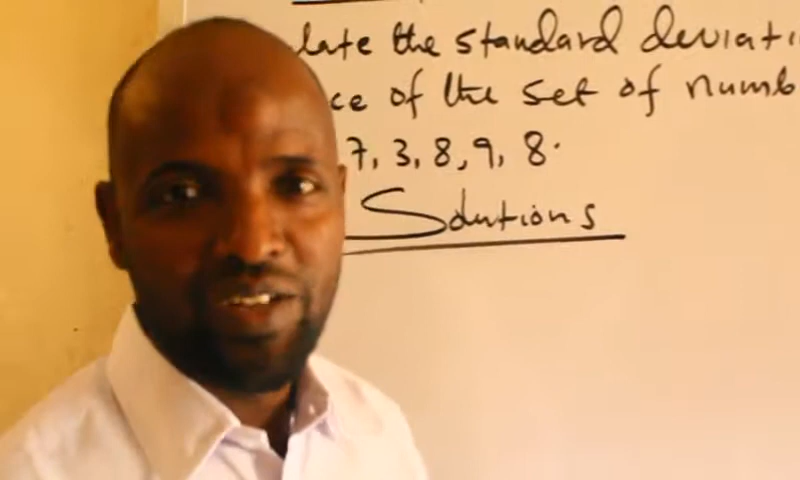 late the standard deviati
ce of the set of numb
7, 3, 8, 9, 8.
Solutions